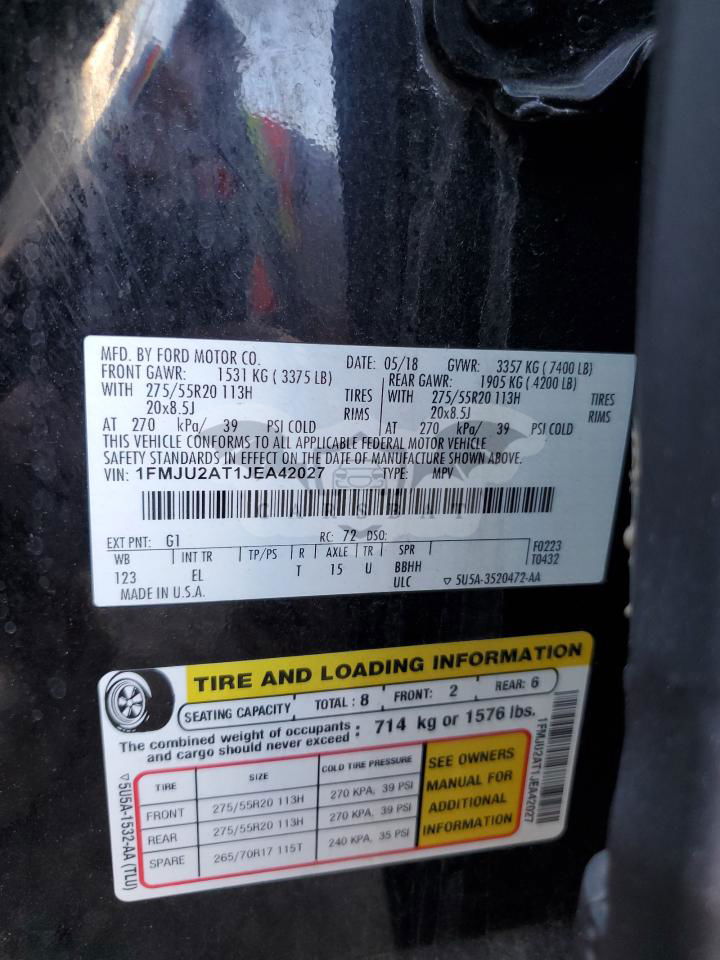 MFD. BY FORD MOTOR CO. DATE: 05/18 GVWR: 3357 KG ( 7400 LB)
FRONT GAWR: 1531 KG ( 3375 LB) REAR GAWR: 1905 KG ( 4200 LB)
WITH 275/55R20 113H TIRES WITH 275/55R20 113H TIRES
20x8.5J RIMS 20x8.5J RIMS
AT 270 kPa/ 39 PSI COLD AT 270 kPa/ 39 PSI COLD
THIS VEHICLE CONFORMS TO ALL APPLICABLE FEDERAL MOTOR VEHICLE
SAFETY STANDARDS IN EFFECT ON THE DATE OF MANUFACTURE SHOWN ABOVE.
VIN: 1FMJU2AT1JEA42027 TYPE: MPV
CARSBAT
EXT PNT: G1 RC: 72 DSO: F0223
WB INT TR TP/PS R AXLE TR SPR T0432
123 EL T 15 U BBHH
ULC ▽ 5U5A-3520472-AA
MADE IN U.S.A.
TIRE AND LOADING INFORMATION
SEATING CAPACITY TOTAL : 8 FRONT: 2 REAR: 6
The combined weight of occupants
and cargo should never exceed : 714 kg or 1576 lbs.
TIRE SIZE COLD TIRE PRESSURE
FRONT 275/55R20 113H 270 KPA, 39 PSI
REAR 275/55R20 113H 270 KPA, 39 PSI
SPARE 265/70R17 115T 240 KPA, 35 PSI
SEE OWNERS
MANUAL FOR
ADDITIONAL
INFORMATION
▽5U5A-1532-AA (TLU)
1FMJU2AT1JEA42027